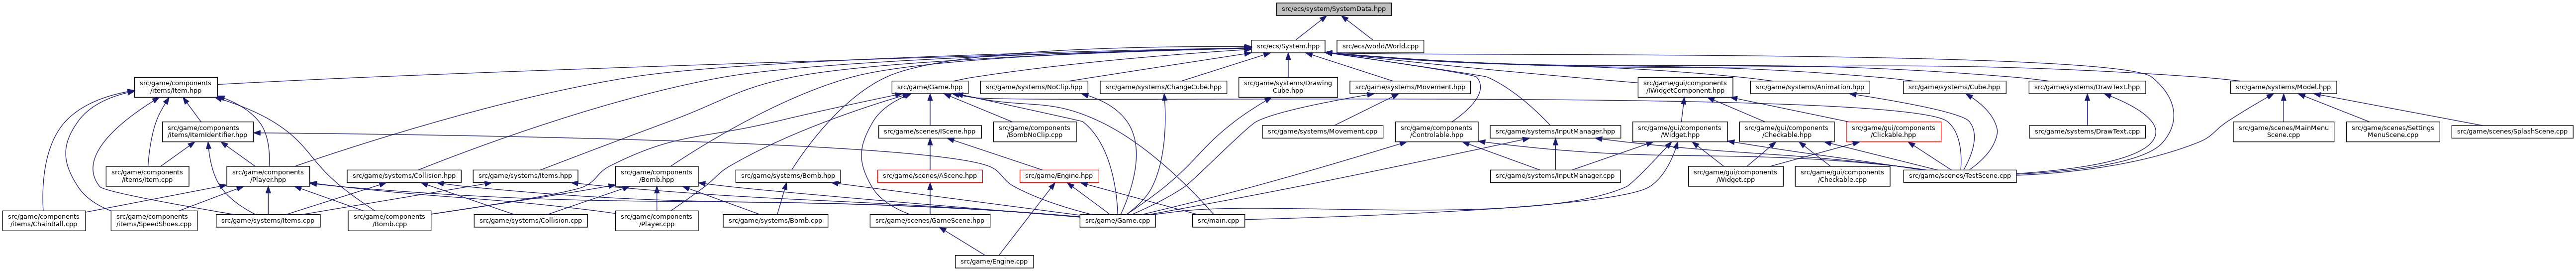 src/ecs/system/SystemData.hpp
src/ecs/System.hpp
src/ecs/world/World.cpp
src/game/components
/items/Item.hpp
src/game/Game.hpp
src/game/systems/NoClip.hpp
src/game/systems/ChangeCube.hpp
src/game/systems/Drawing
Cube.hpp
src/game/systems/Movement.hpp
src/game/gui/components
/IWidgetComponent.hpp
src/game/systems/Animation.hpp
src/game/systems/Cube.hpp
src/game/systems/DrawText.hpp
src/game/systems/Model.hpp
src/game/components
/items/ItemIdentifier.hpp
src/game/scenes/IScene.hpp
src/game/components
/BombNoClip.cpp
src/game/systems/Movement.cpp
src/game/components
/Controlable.hpp
src/game/systems/InputManager.hpp
src/game/gui/components
/Widget.hpp
src/game/gui/components
/Checkable.hpp
src/game/gui/components
/Clickable.hpp
src/game/systems/DrawText.cpp
src/game/scenes/MainMenu
Scene.cpp
src/game/scenes/Settings
MenuScene.cpp
src/game/scenes/SplashScene.cpp
src/game/components
/items/Item.cpp
src/game/components
/Player.hpp
src/game/systems/Collision.hpp
src/game/systems/Items.hpp
src/game/components
/Bomb.hpp
src/game/systems/Bomb.hpp
src/game/scenes/AScene.hpp
src/game/Engine.hpp
src/game/systems/InputManager.cpp
src/game/gui/components
/Widget.cpp
src/game/gui/components
/Checkable.cpp
src/game/scenes/TestScene.cpp
src/game/components
/items/ChainBall.cpp
src/game/components
/items/SpeedShoes.cpp
src/game/systems/Items.cpp
src/game/components
/Bomb.cpp
src/game/systems/Collision.cpp
src/game/components
/Player.cpp
src/game/systems/Bomb.cpp
src/game/scenes/GameScene.hpp
src/game/Game.cpp
src/main.cpp
src/game/Engine.cpp